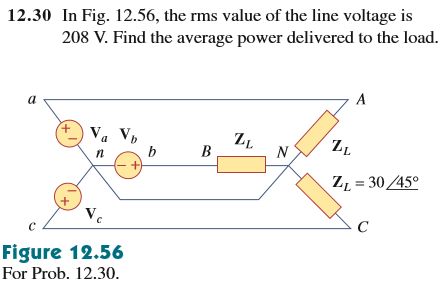 12.30 In Fig. 12.56, the rms value of the line voltage is
208 V. Find the average power delivered to the load.
a A
+ − Vₐ V_b Z_L Z_L
n − + b B N
Z_L = 30∠45°
− + V_c
c C
Figure 12.56
For Prob. 12.30.